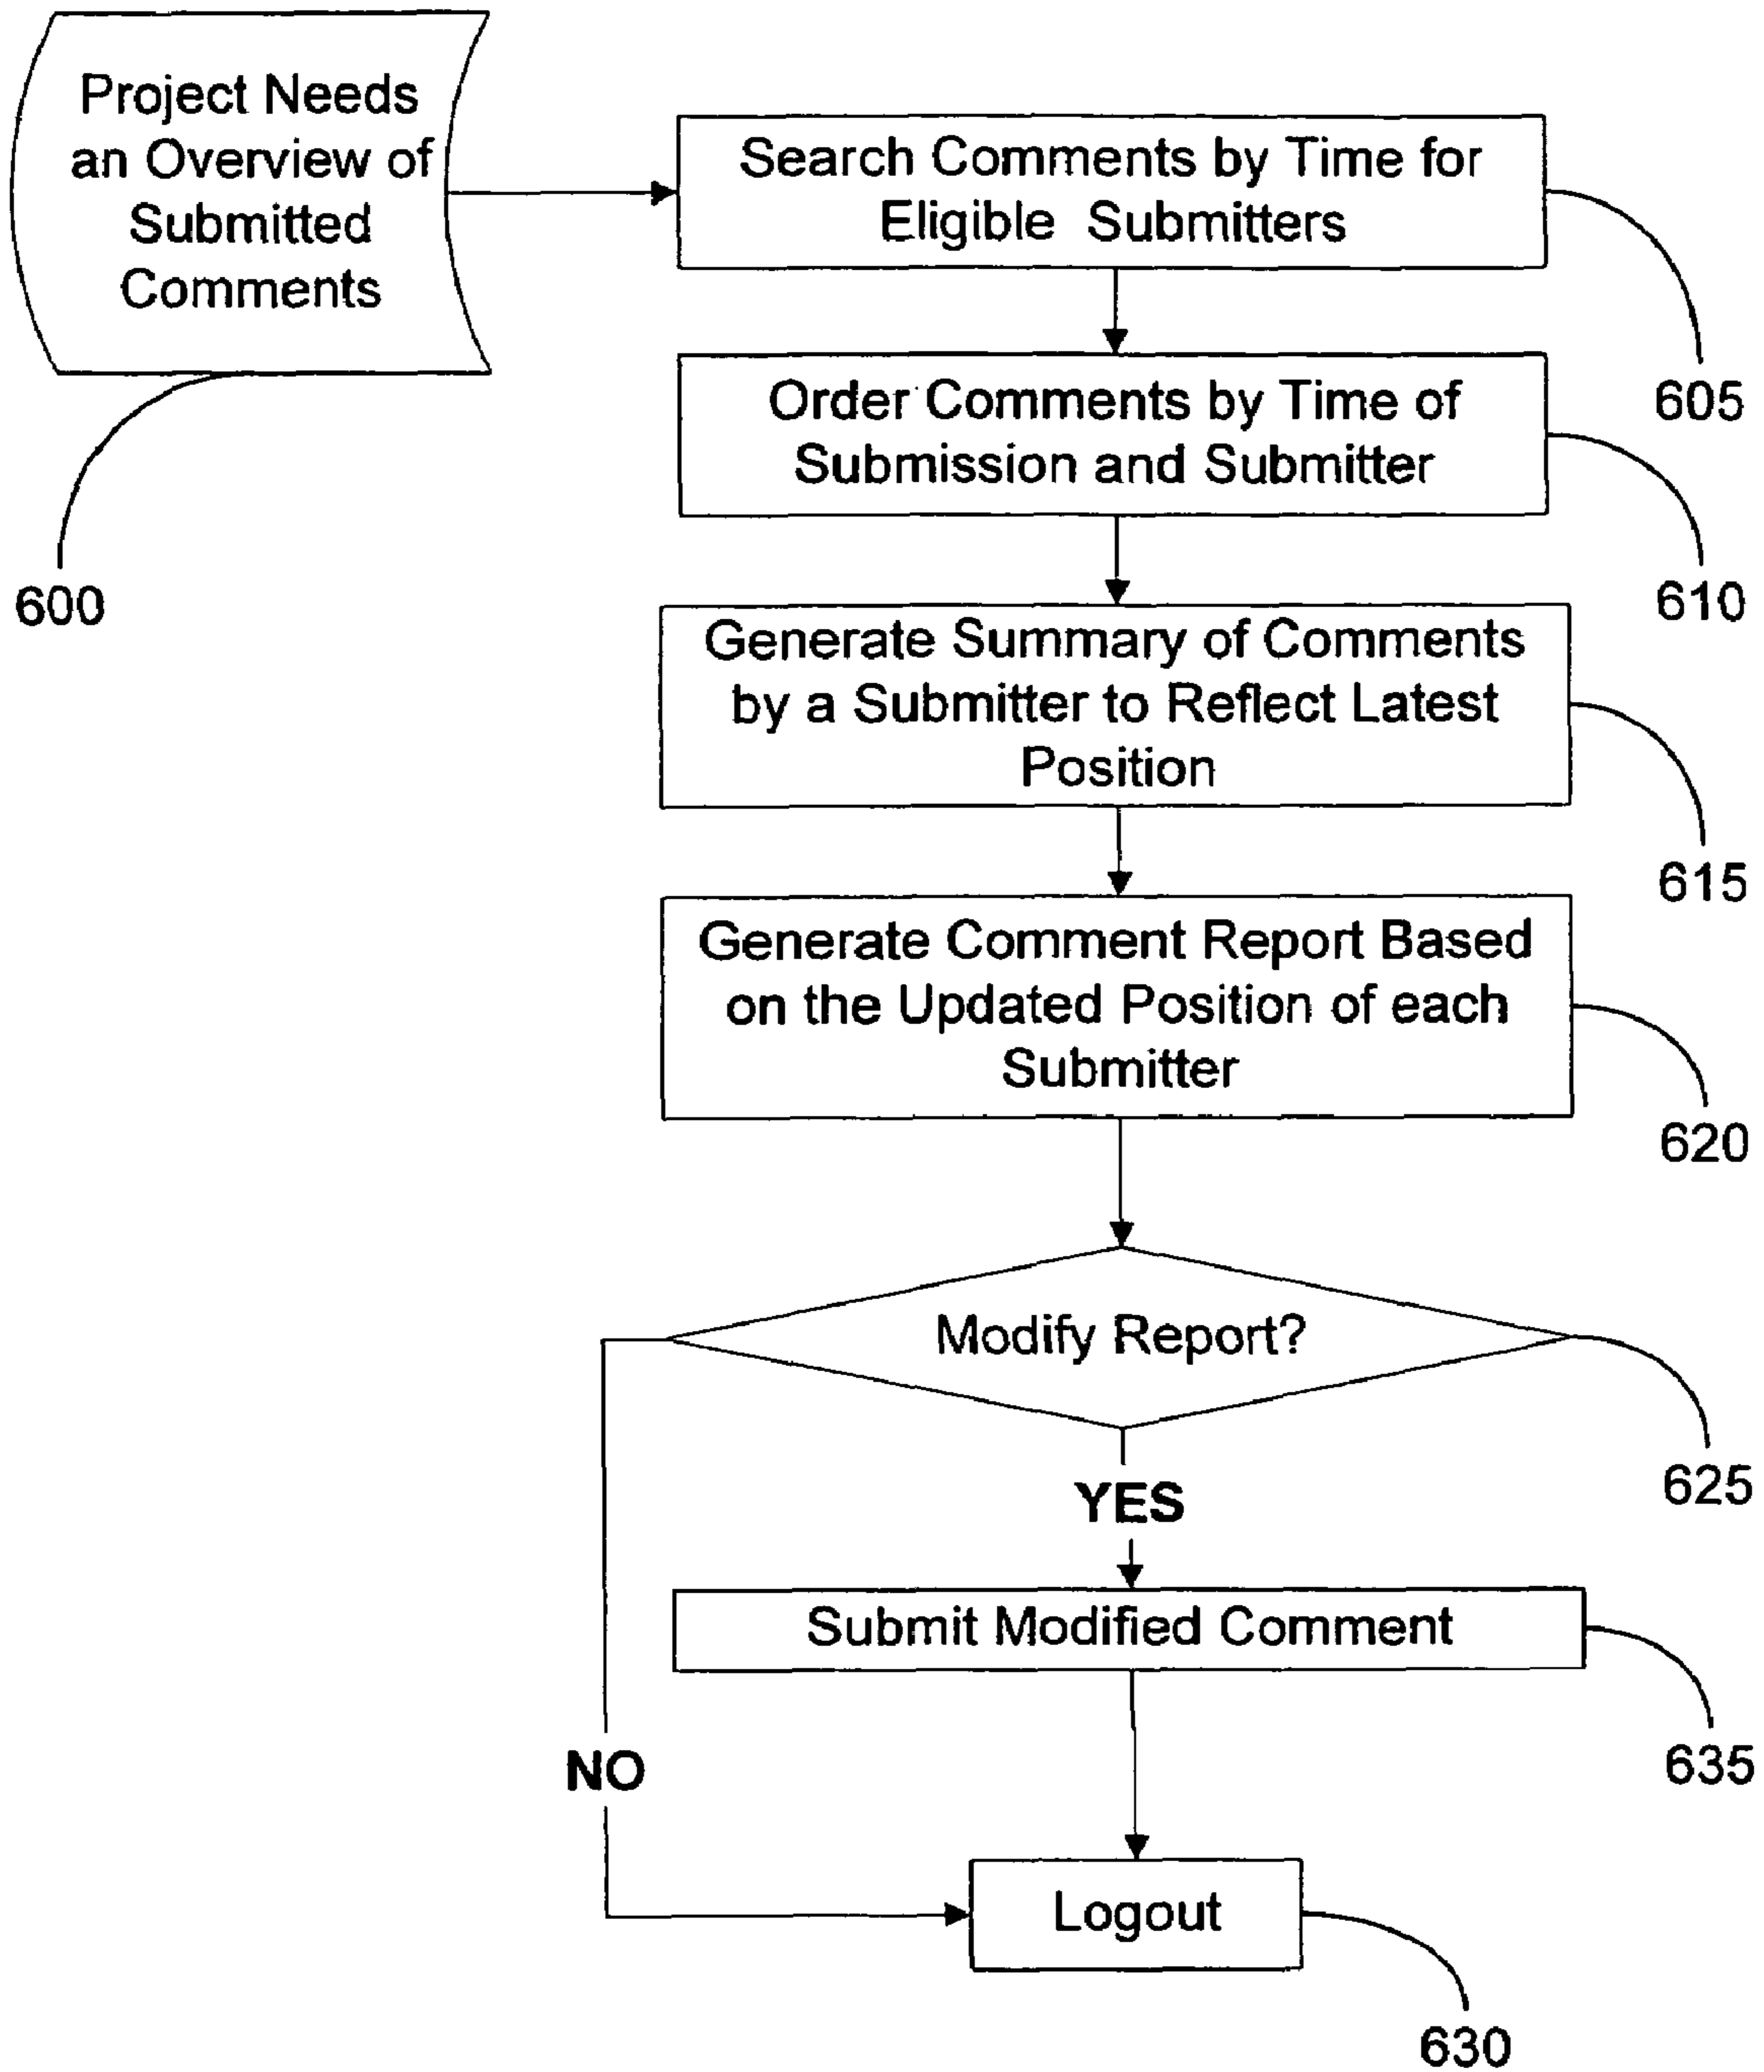 Project Needs
an Overview of
Submitted
Comments
600
Search Comments by Time for
Eligible Submitters
605
Order Comments by Time of
Submission and Submitter
610
Generate Summary of Comments
by a Submitter to Reflect Latest
Position
615
Generate Comment Report Based
on the Updated Position of each
Submitter
620
Modify Report?
625
YES
Submit Modified Comment
635
NO
Logout
630